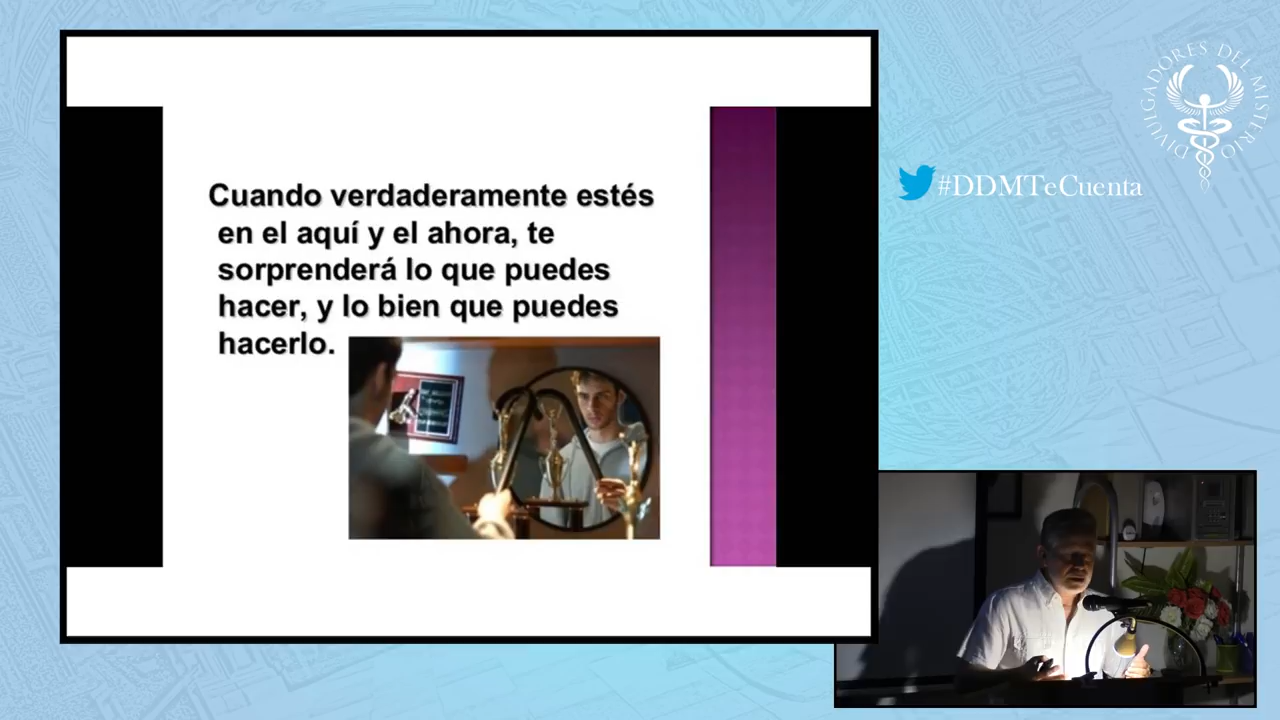 Cuando verdaderamente estés
en el aquí y el ahora, te
sorprenderá lo que puedes
hacer, y lo bien que puedes
hacerlo.
#DDMTeCuenta
DIVULGADORES DEL MISTERIO